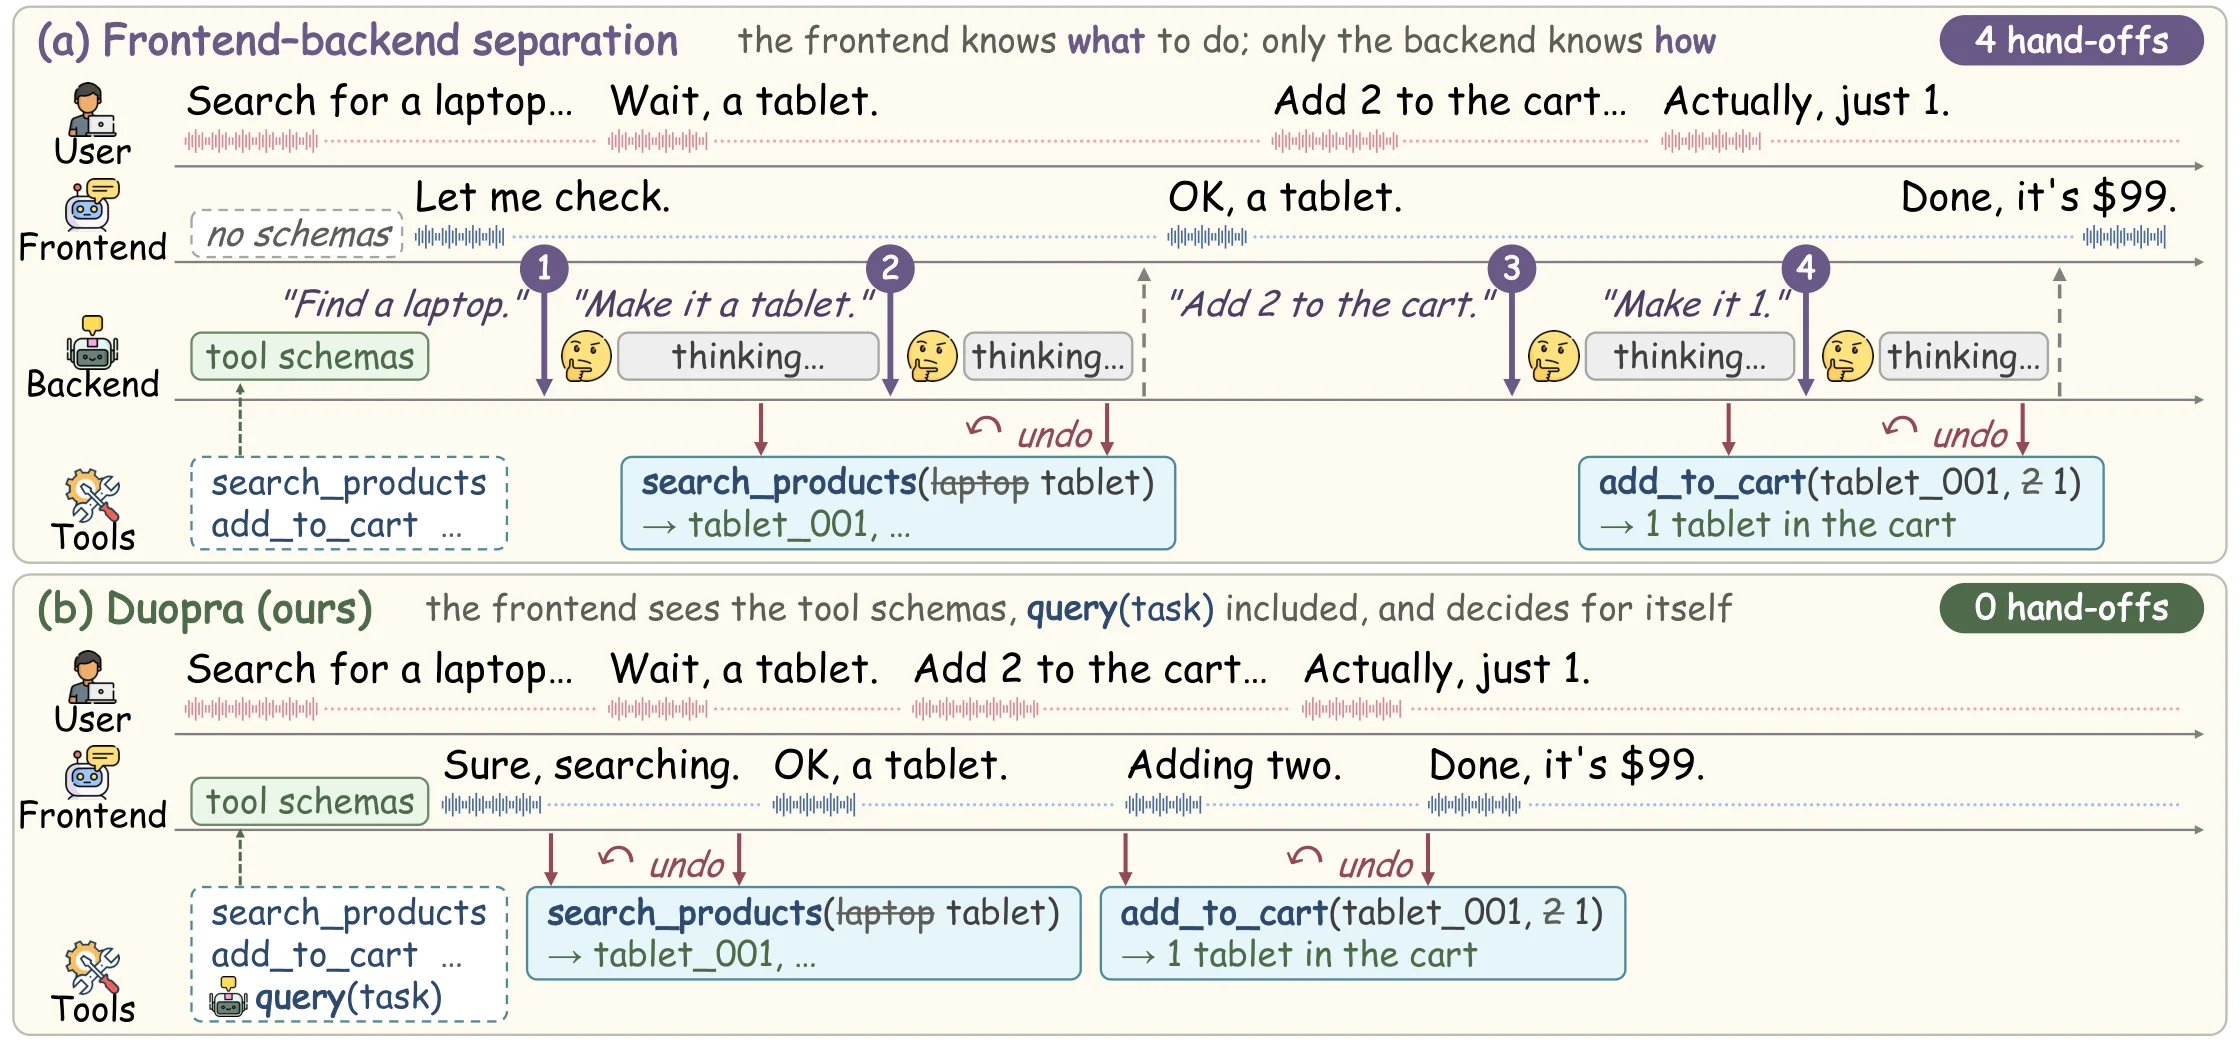 (a) Frontend–backend separation the frontend knows what to do; only the backend knows how 4 hand-offs
Search for a laptop... Wait, a tablet. Add 2 to the cart... Actually, just 1.
User
Let me check. OK, a tablet. Done, it's $99.
no schemas
Frontend
1 2 3 4
"Find a laptop." "Make it a tablet." "Add 2 to the cart." "Make it 1."
tool schemas thinking... thinking... thinking... thinking...
Backend
undo undo
search_products search_products(laptop tablet) add_to_cart(tablet_001, 2 1)
add_to_cart ... → tablet_001, ... → 1 tablet in the cart
Tools
(b) Duopra (ours) the frontend sees the tool schemas, query(task) included, and decides for itself 0 hand-offs
Search for a laptop... Wait, a tablet. Add 2 to the cart... Actually, just 1.
User
Sure, searching. OK, a tablet. Adding two. Done, it's $99.
tool schemas
Frontend
undo undo
search_products search_products(laptop tablet) add_to_cart(tablet_001, 2 1)
add_to_cart ... → tablet_001, ... → 1 tablet in the cart
query(task)
Tools